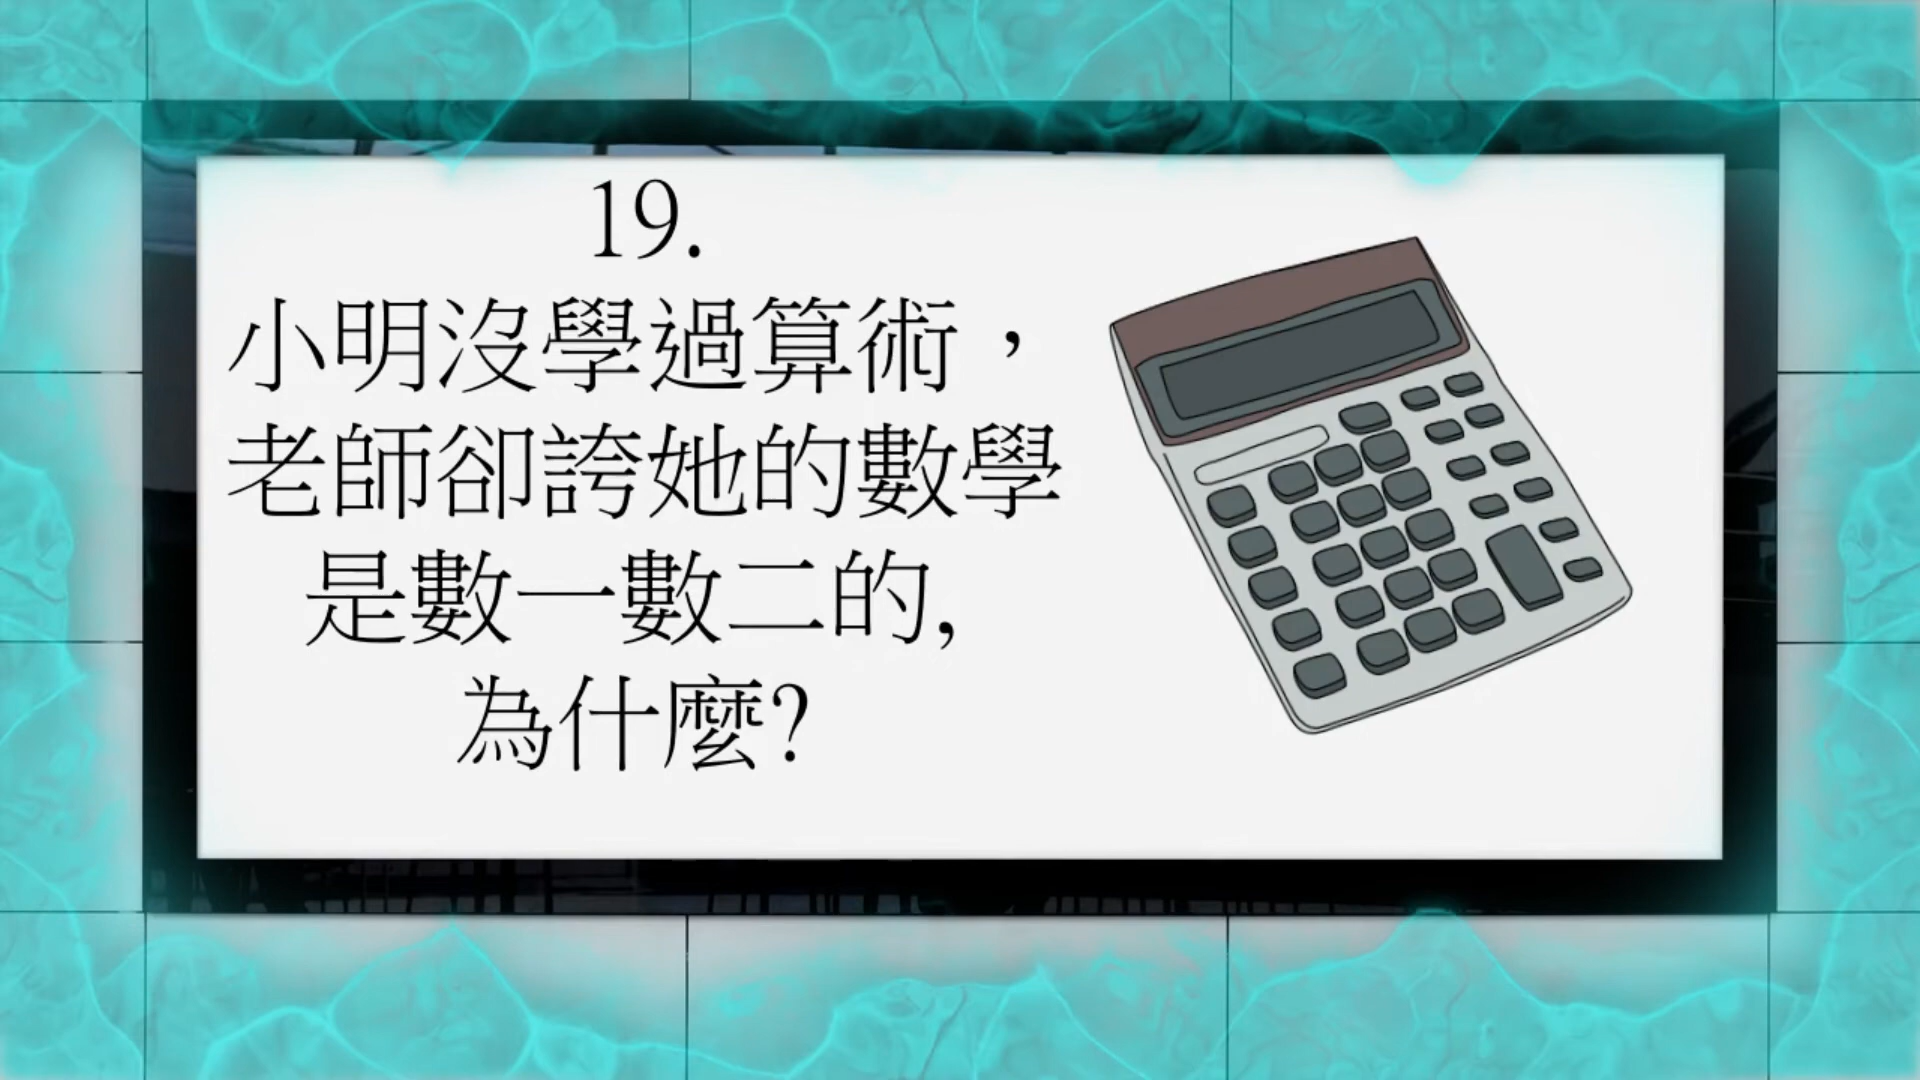 19.
小明沒學過算術，
老師卻誇她的數學
是數一數二的,
為什麼?